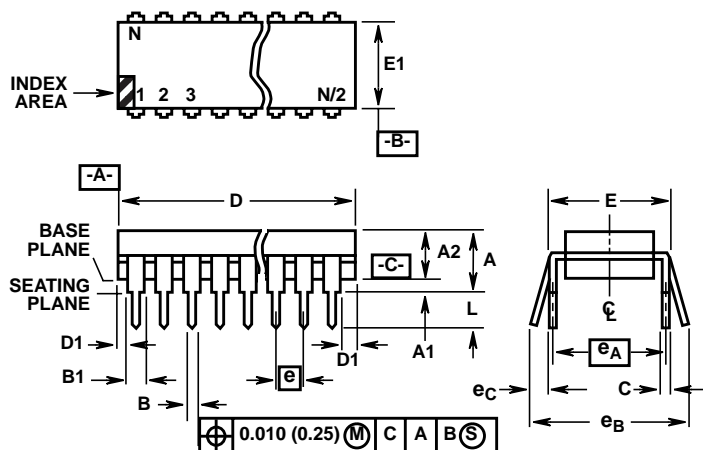 N
E1
INDEX
AREA
1 2 3 N/2
-B-
-A-
D
E
BASE
PLANE
A2
A
-C-
SEATING
PLANE
L
D1
A1
D1
B1
e
eA
eC
C
B
eB
0.010 (0.25) M C A B S